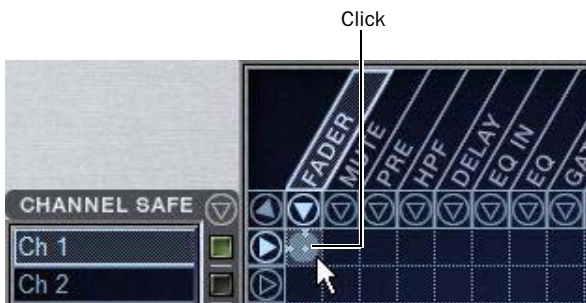 Click
FADER
MUTE
PRE
HPF
DELAY
EQ IN
EQ
CHANNEL SAFE
Ch 1
Ch 2